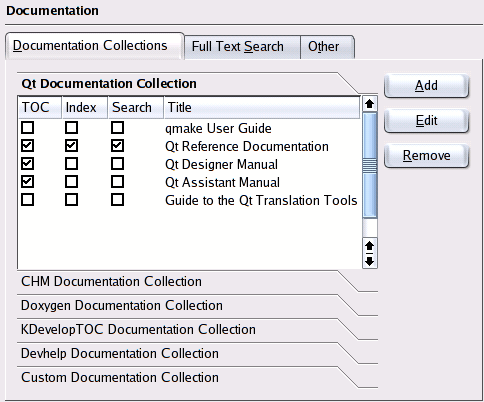 Documentation
Documentation Collections Full Text Search Other
Qt Documentation Collection
Add
TOC Index Search Title
qmake User Guide
Edit
Qt Reference Documentation
Qt Designer Manual
Remove
Qt Assistant Manual
Guide to the Qt Translation Tools
CHM Documentation Collection
Doxygen Documentation Collection
KDevelopTOC Documentation Collection
Devhelp Documentation Collection
Custom Documentation Collection